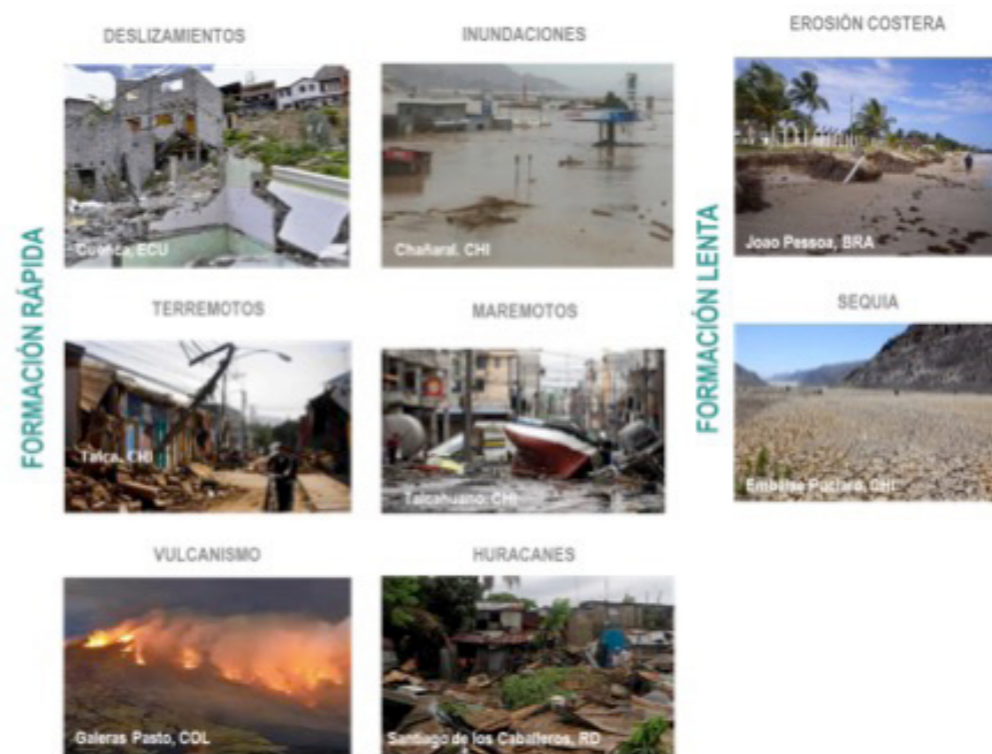 DESLIZAMIENTOS
INUNDACIONES
EROSIÓN COSTERA
FORMACIÓN RÁPIDA
Cuenca, ECU
Chañaral. CHI
FORMACIÓN LENTA
Joao Pessoa, BRA
TERREMOTOS
MAREMOTOS
SEQUIA
Talca, CHI
Talcahuano. CHI
Embalse Puclaro, CHI
VULCANISMO
HURACANES
Galeras Pasto, COL
Santiago de los Caballeros, RD